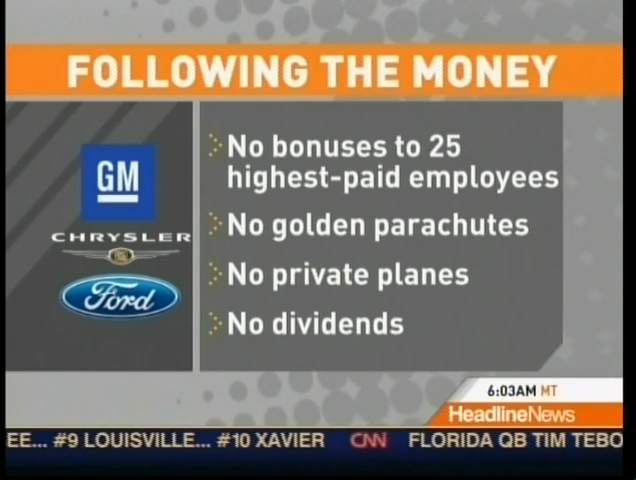 FOLLOWING THE MONEY
GM
CHRYSLER
Ford
No bonuses to 25
highest-paid employees
No golden parachutes
No private planes
No dividends
6:03AM MT
HeadlineNews
EE... #9 LOUISVILLE... #10 XAVIER CNN FLORIDA QB TIM TEBO